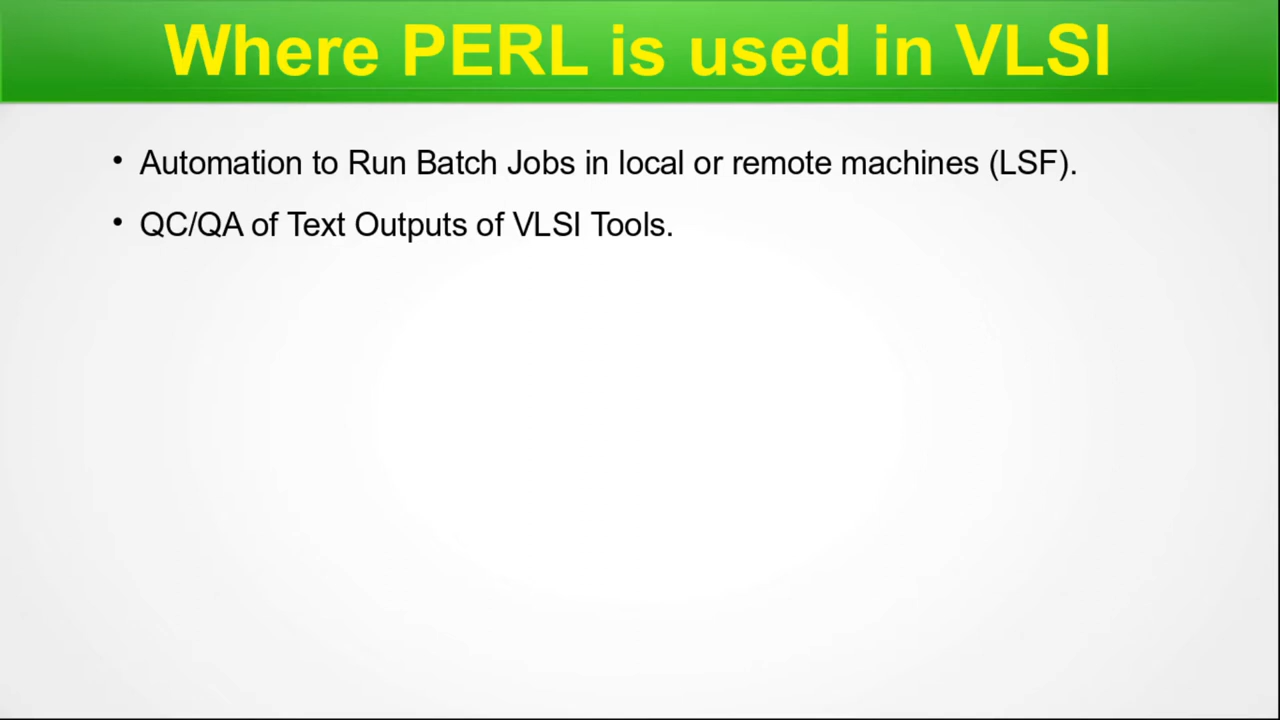 Where PERL is used in VLSI
• Automation to Run Batch Jobs in local or remote machines (LSF).
• QC/QA of Text Outputs of VLSI Tools.